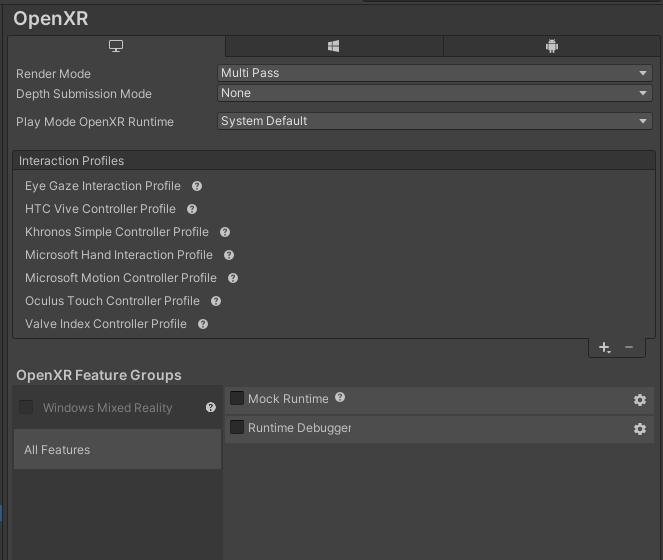 OpenXR
Render Mode Multi Pass
Depth Submission Mode None
Play Mode OpenXR Runtime System Default
Interaction Profiles
Eye Gaze Interaction Profile
HTC Vive Controller Profile
Khronos Simple Controller Profile
Microsoft Hand Interaction Profile
Microsoft Motion Controller Profile
Oculus Touch Controller Profile
Valve Index Controller Profile
OpenXR Feature Groups
Windows Mixed Reality
All Features
Mock Runtime
Runtime Debugger